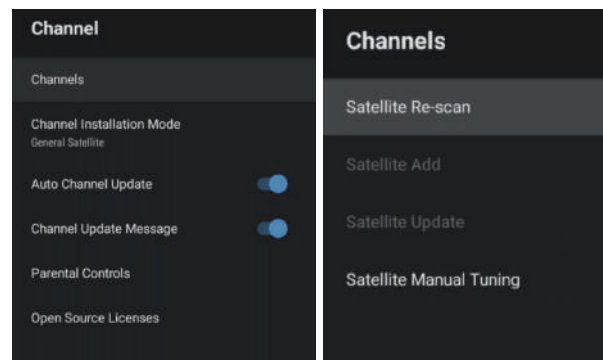 Channel
Channels
Channel Installation Mode
General Satellite
Auto Channel Update
Channel Update Message
Parental Controls
Open Source Licenses
Channels
Satellite Re-scan
Satellite Add
Satellite Update
Satellite Manual Tuning